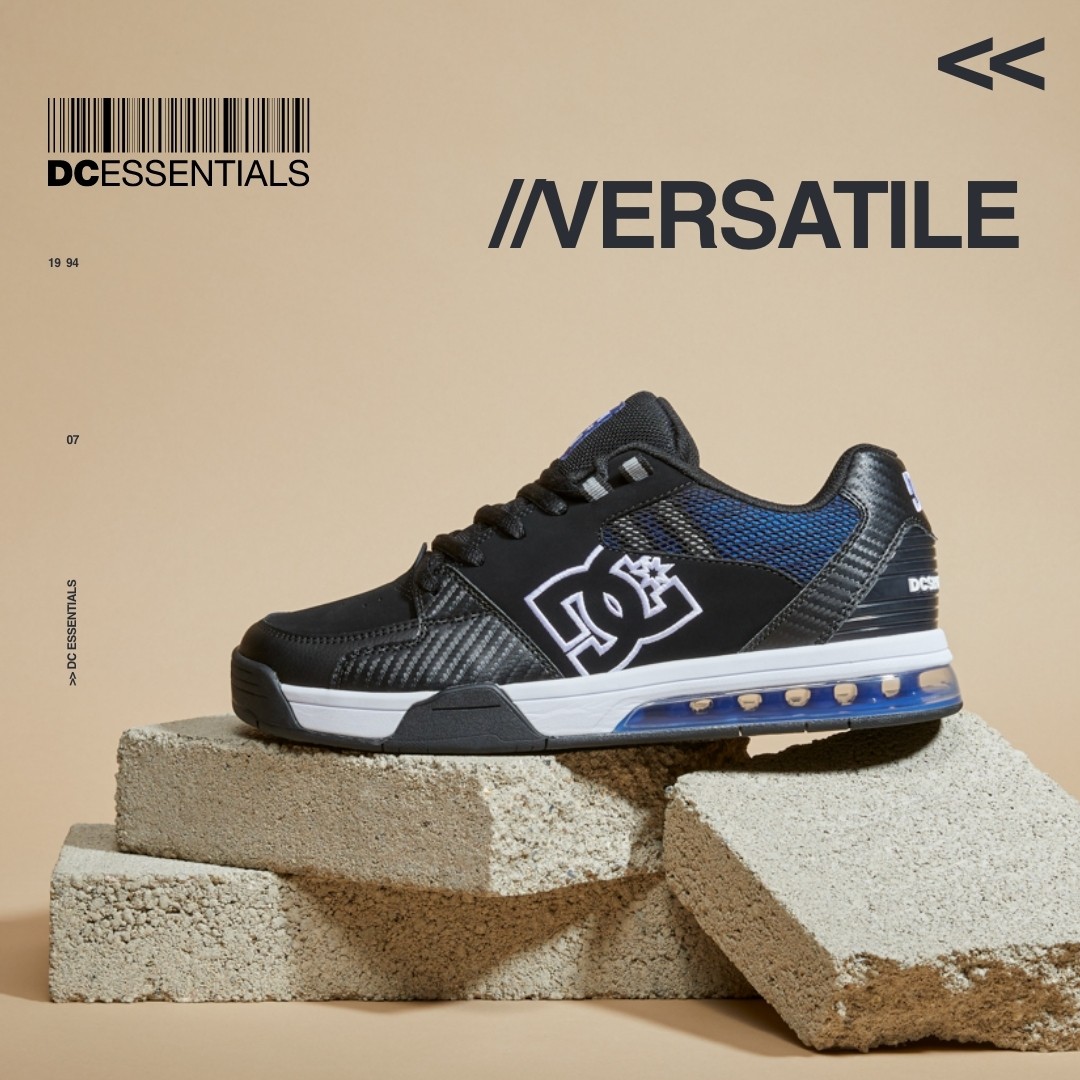 <<
DCESSENTIALS
//VERSATILE
19 94
07
>> DC ESSENTIALS
DC